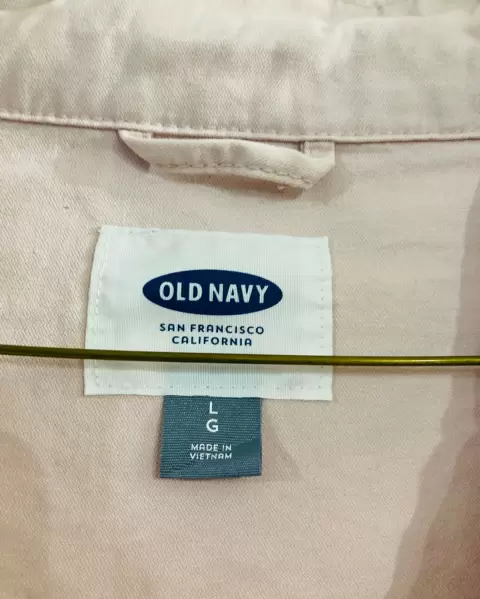 OLD NAVY
SAN FRANCISCO
CALIFORNIA
L
G
MADE IN
VIETNAM